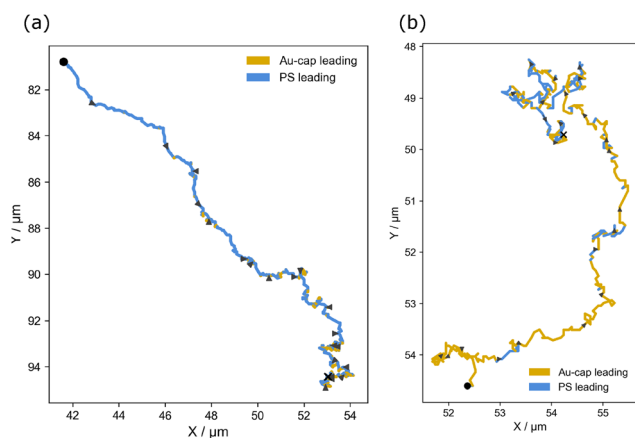 (a)
Au-cap leading
PS leading
82
84
86
88
90
92
94
Y / µm
42 44 46 48 50 52 54
X / µm
(b)
48
49
50
51
52
53
54
Y / µm
Au-cap leading
PS leading
52 53 54 55
X / µm